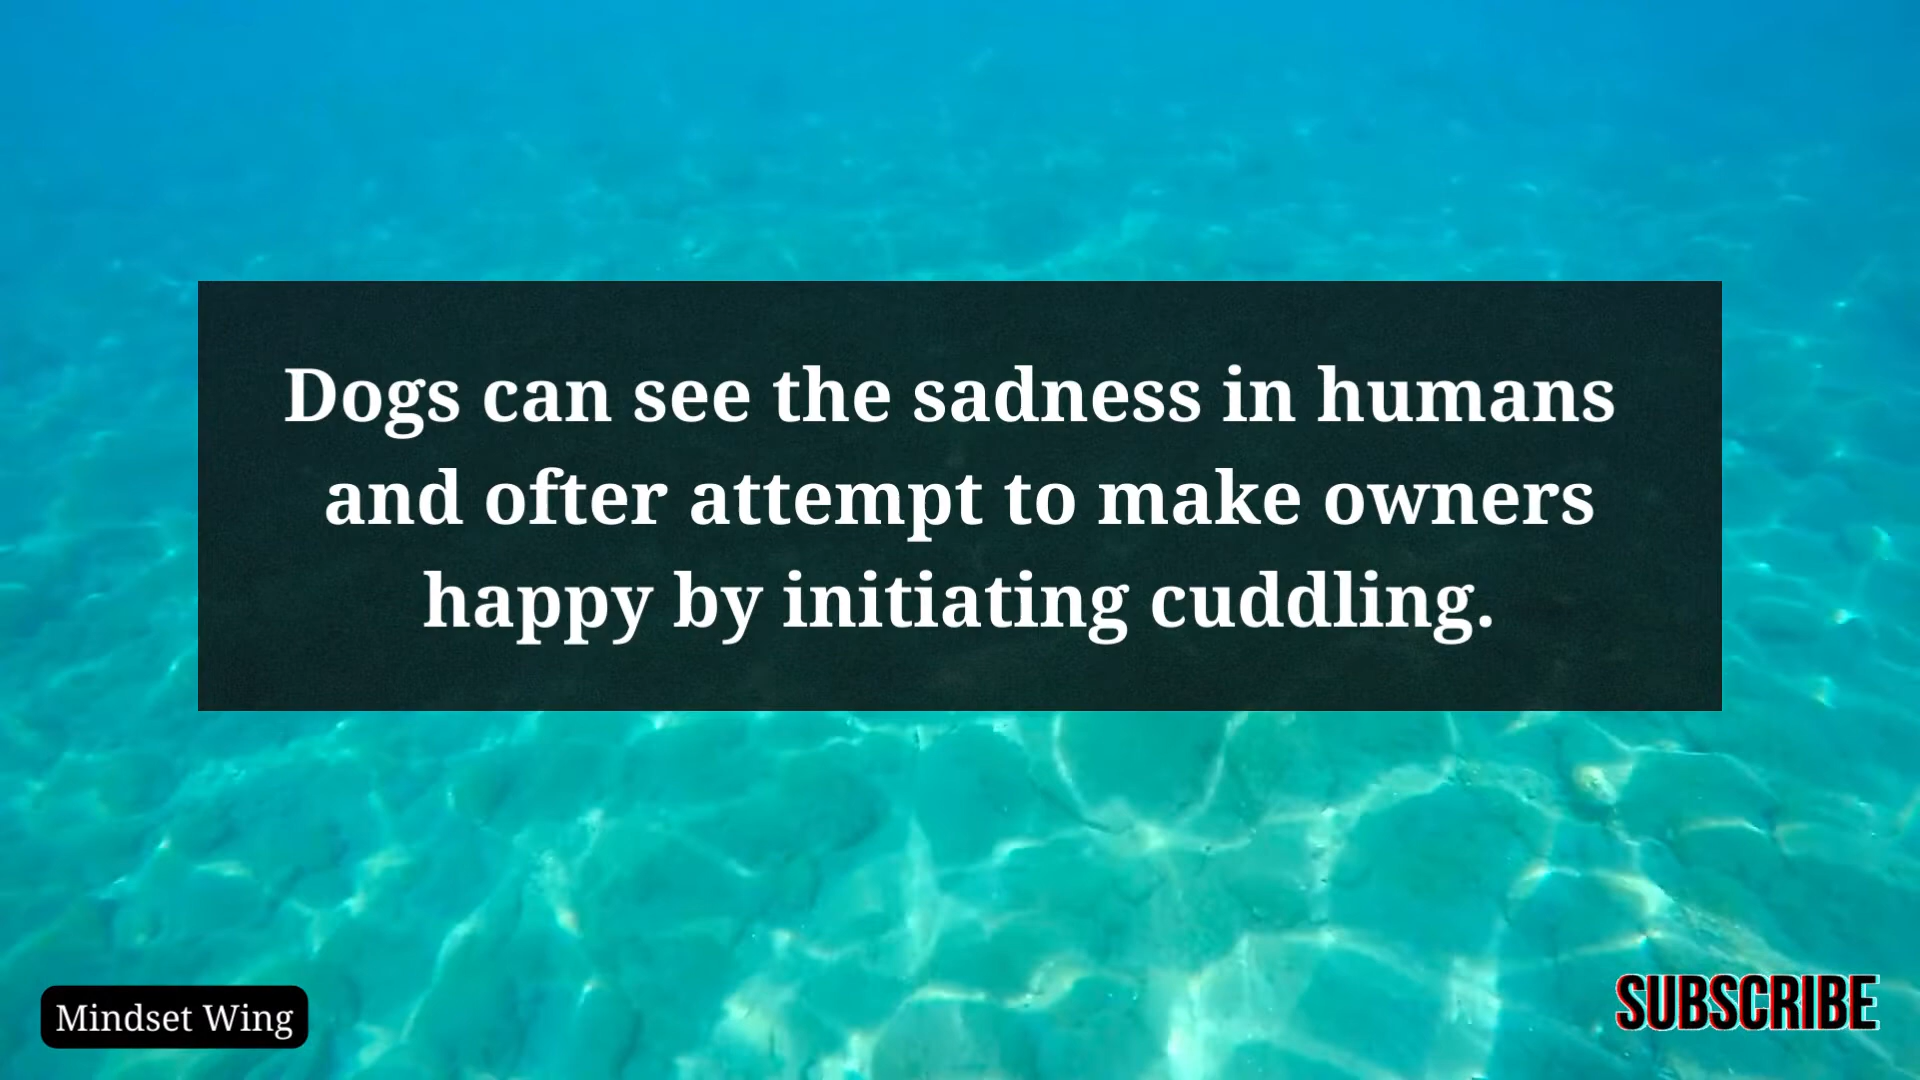 Dogs can see the sadness in humans
and ofter attempt to make owners
happy by initiating cuddling.
Mindset Wing
SUBSCRIBE